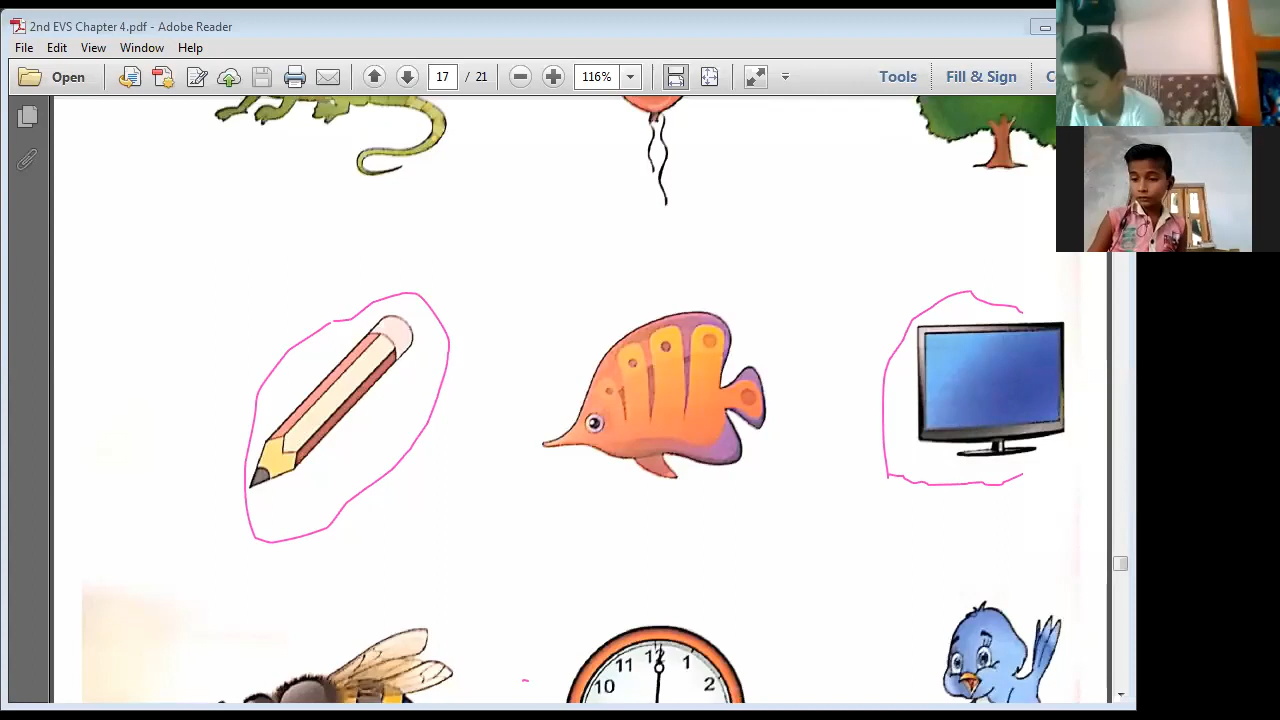 2nd EVS Chapter 4.pdf - Adobe Reader
File Edit View Window Help
Open 17 / 21 116% Tools Fill & Sign C
11 12 1
10 2